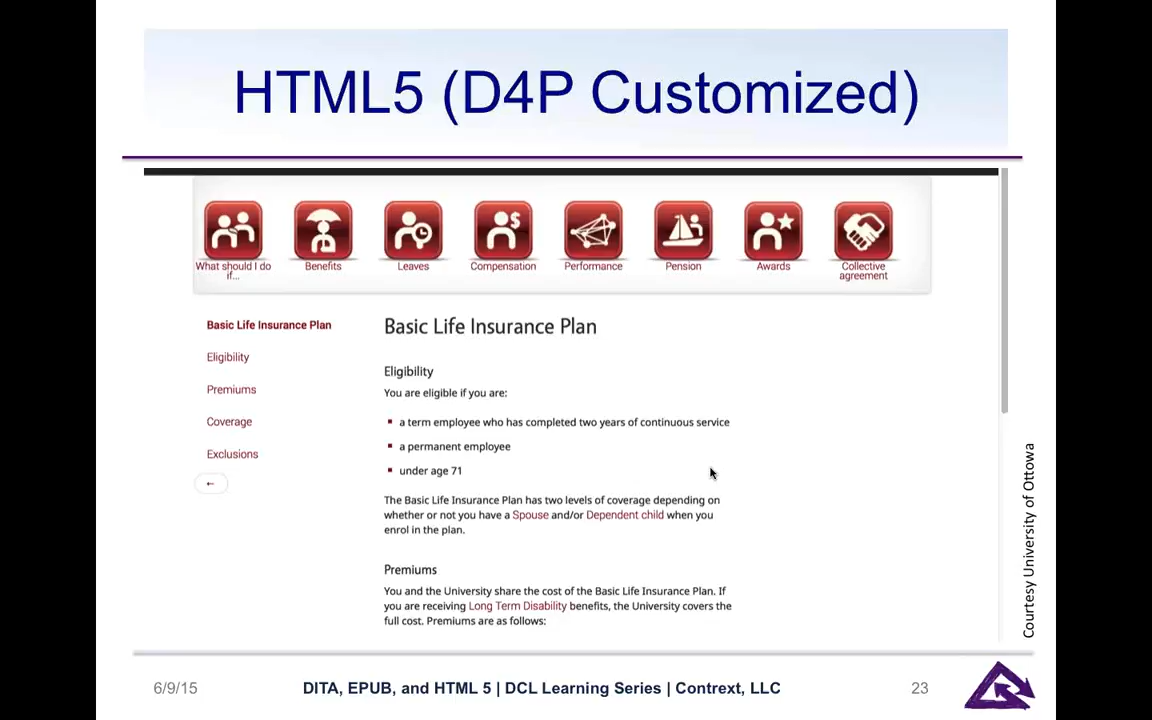 HTML5 (D4P Customized)
What should I do
if...
Benefits
Leaves
Compensation
Performance
Pension
Awards
Collective
agreement
Basic Life Insurance Plan
Eligibility
Premiums
Coverage
Exclusions
←
Basic Life Insurance Plan
Eligibility
You are eligible if you are:
▪ a term employee who has completed two years of continuous service
▪ a permanent employee
▪ under age 71
The Basic Life Insurance Plan has two levels of coverage depending on
whether or not you have a Spouse and/or Dependent child when you
enrol in the plan.
Premiums
You and the University share the cost of the Basic Life Insurance Plan. If
you are receiving Long Term Disability benefits, the University covers the
full cost. Premiums are as follows:
Courtesy University of Ottowa
6/9/15
DITA, EPUB, and HTML 5 | DCL Learning Series | Contrext, LLC
23